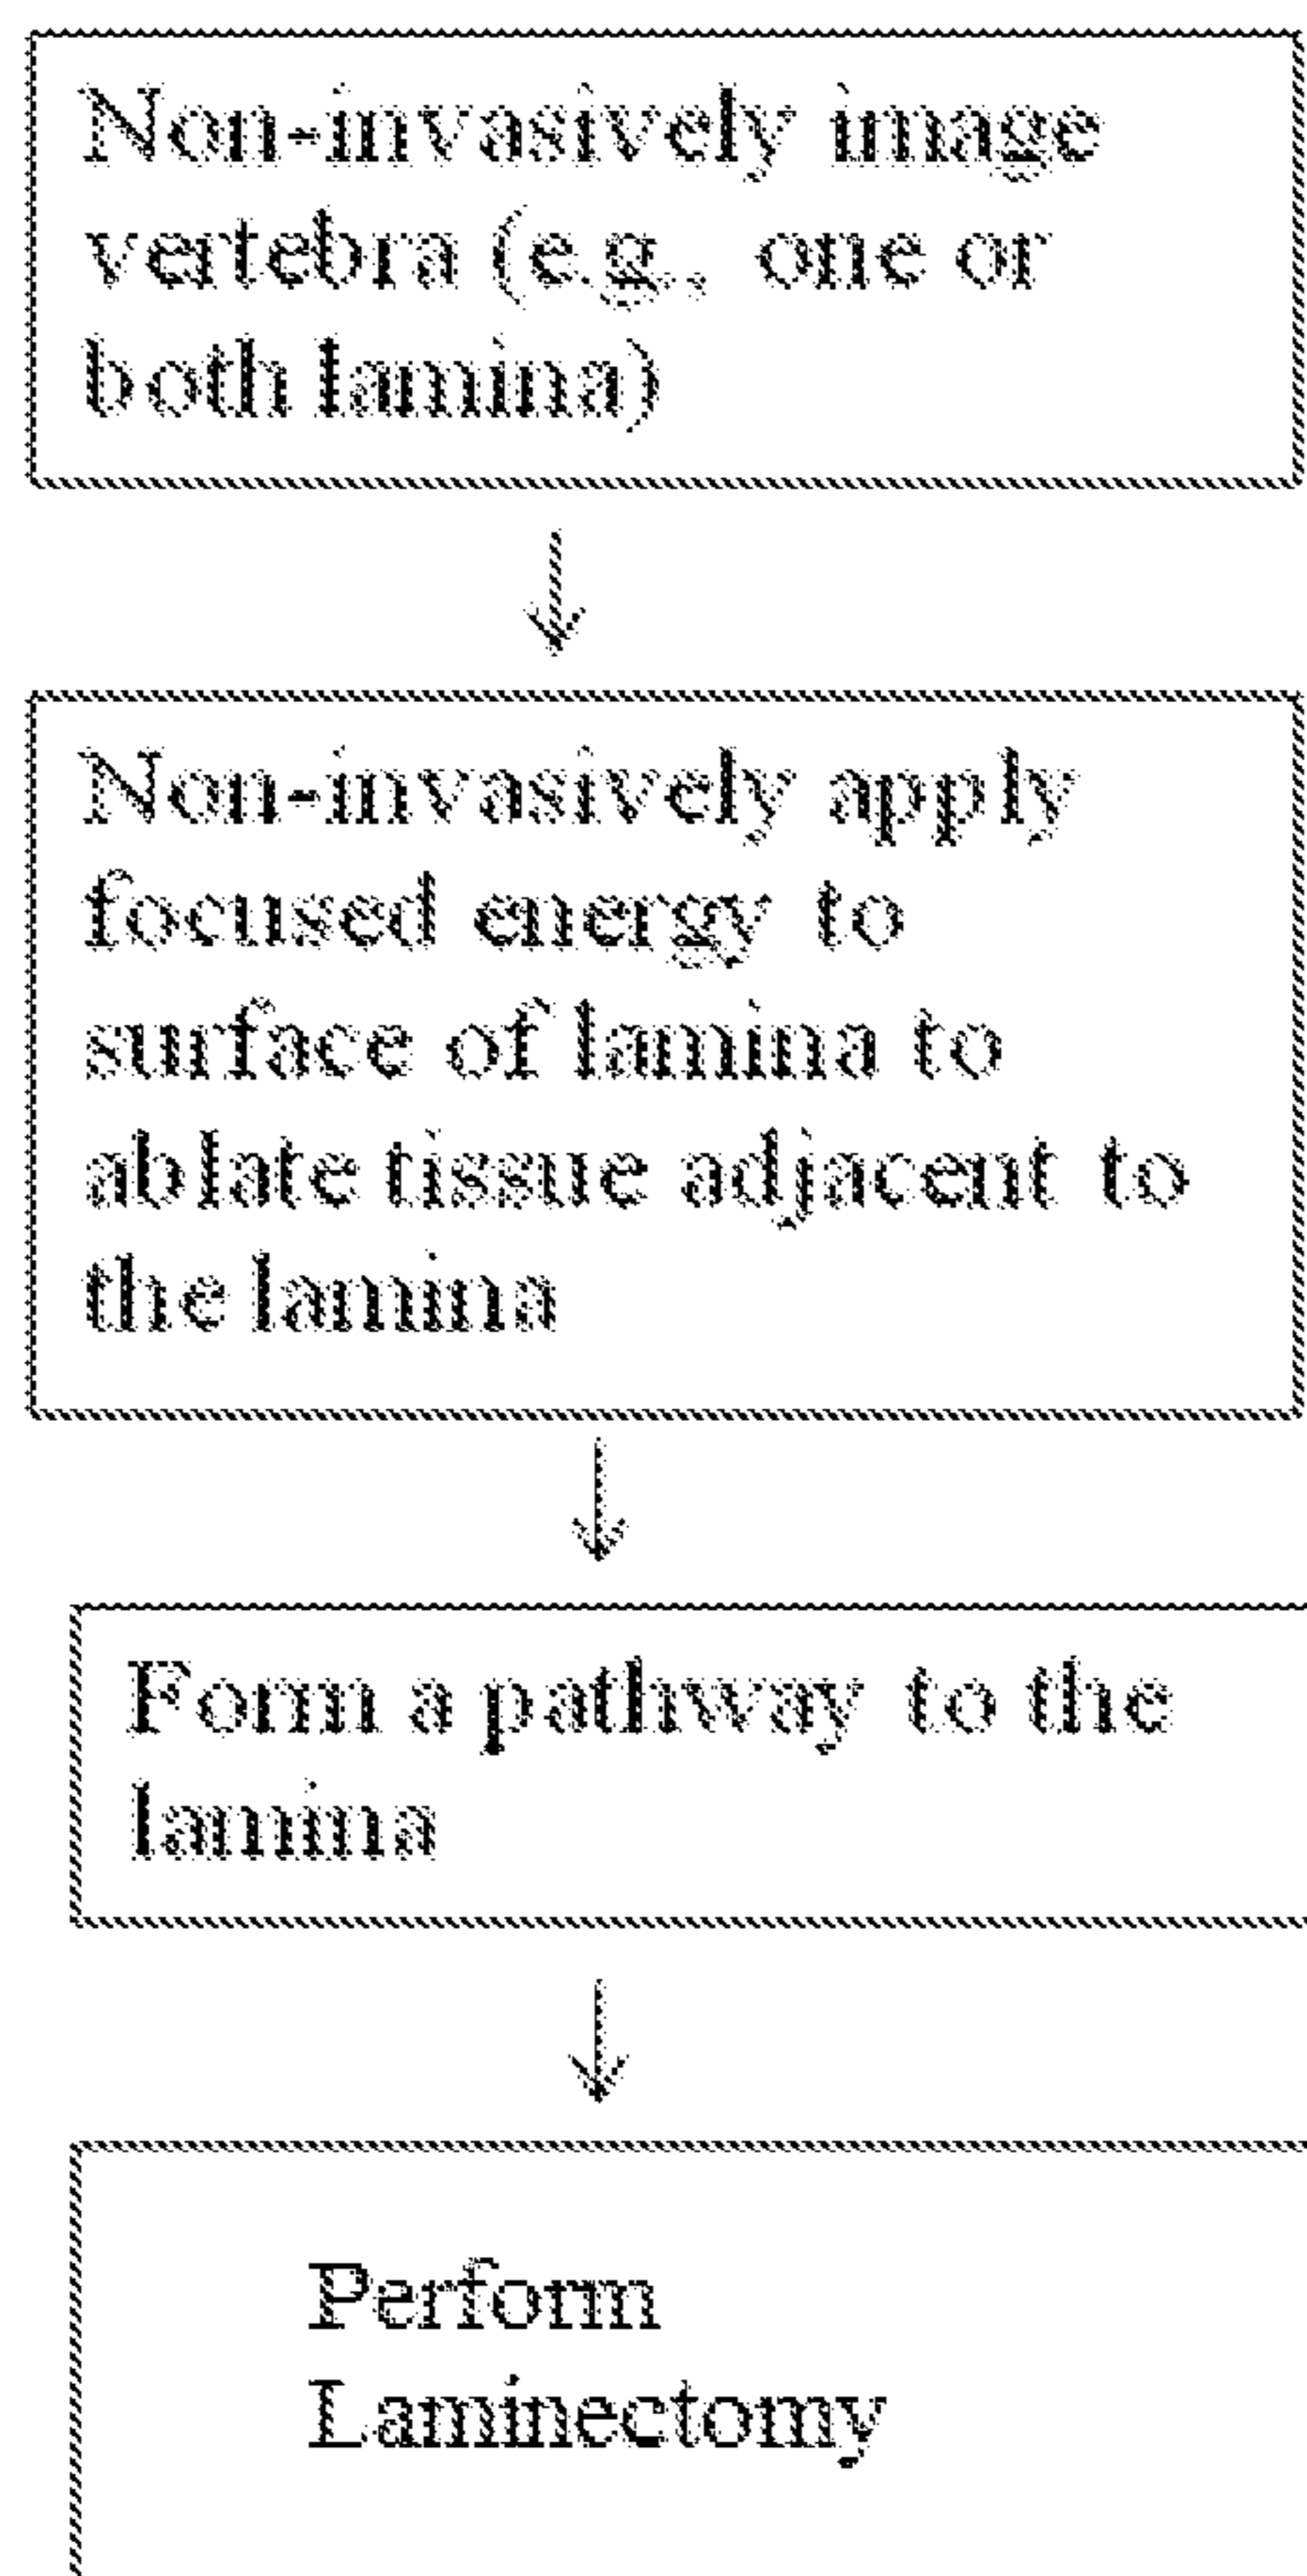 Non-invasively image
vertebra (e.g., one or
both lamina)
Non-invasively apply
focused energy to
surface of lamina to
ablate tissue adjacent to
the lamina
Form a pathway to the
lamina
Perform
Laminectomy